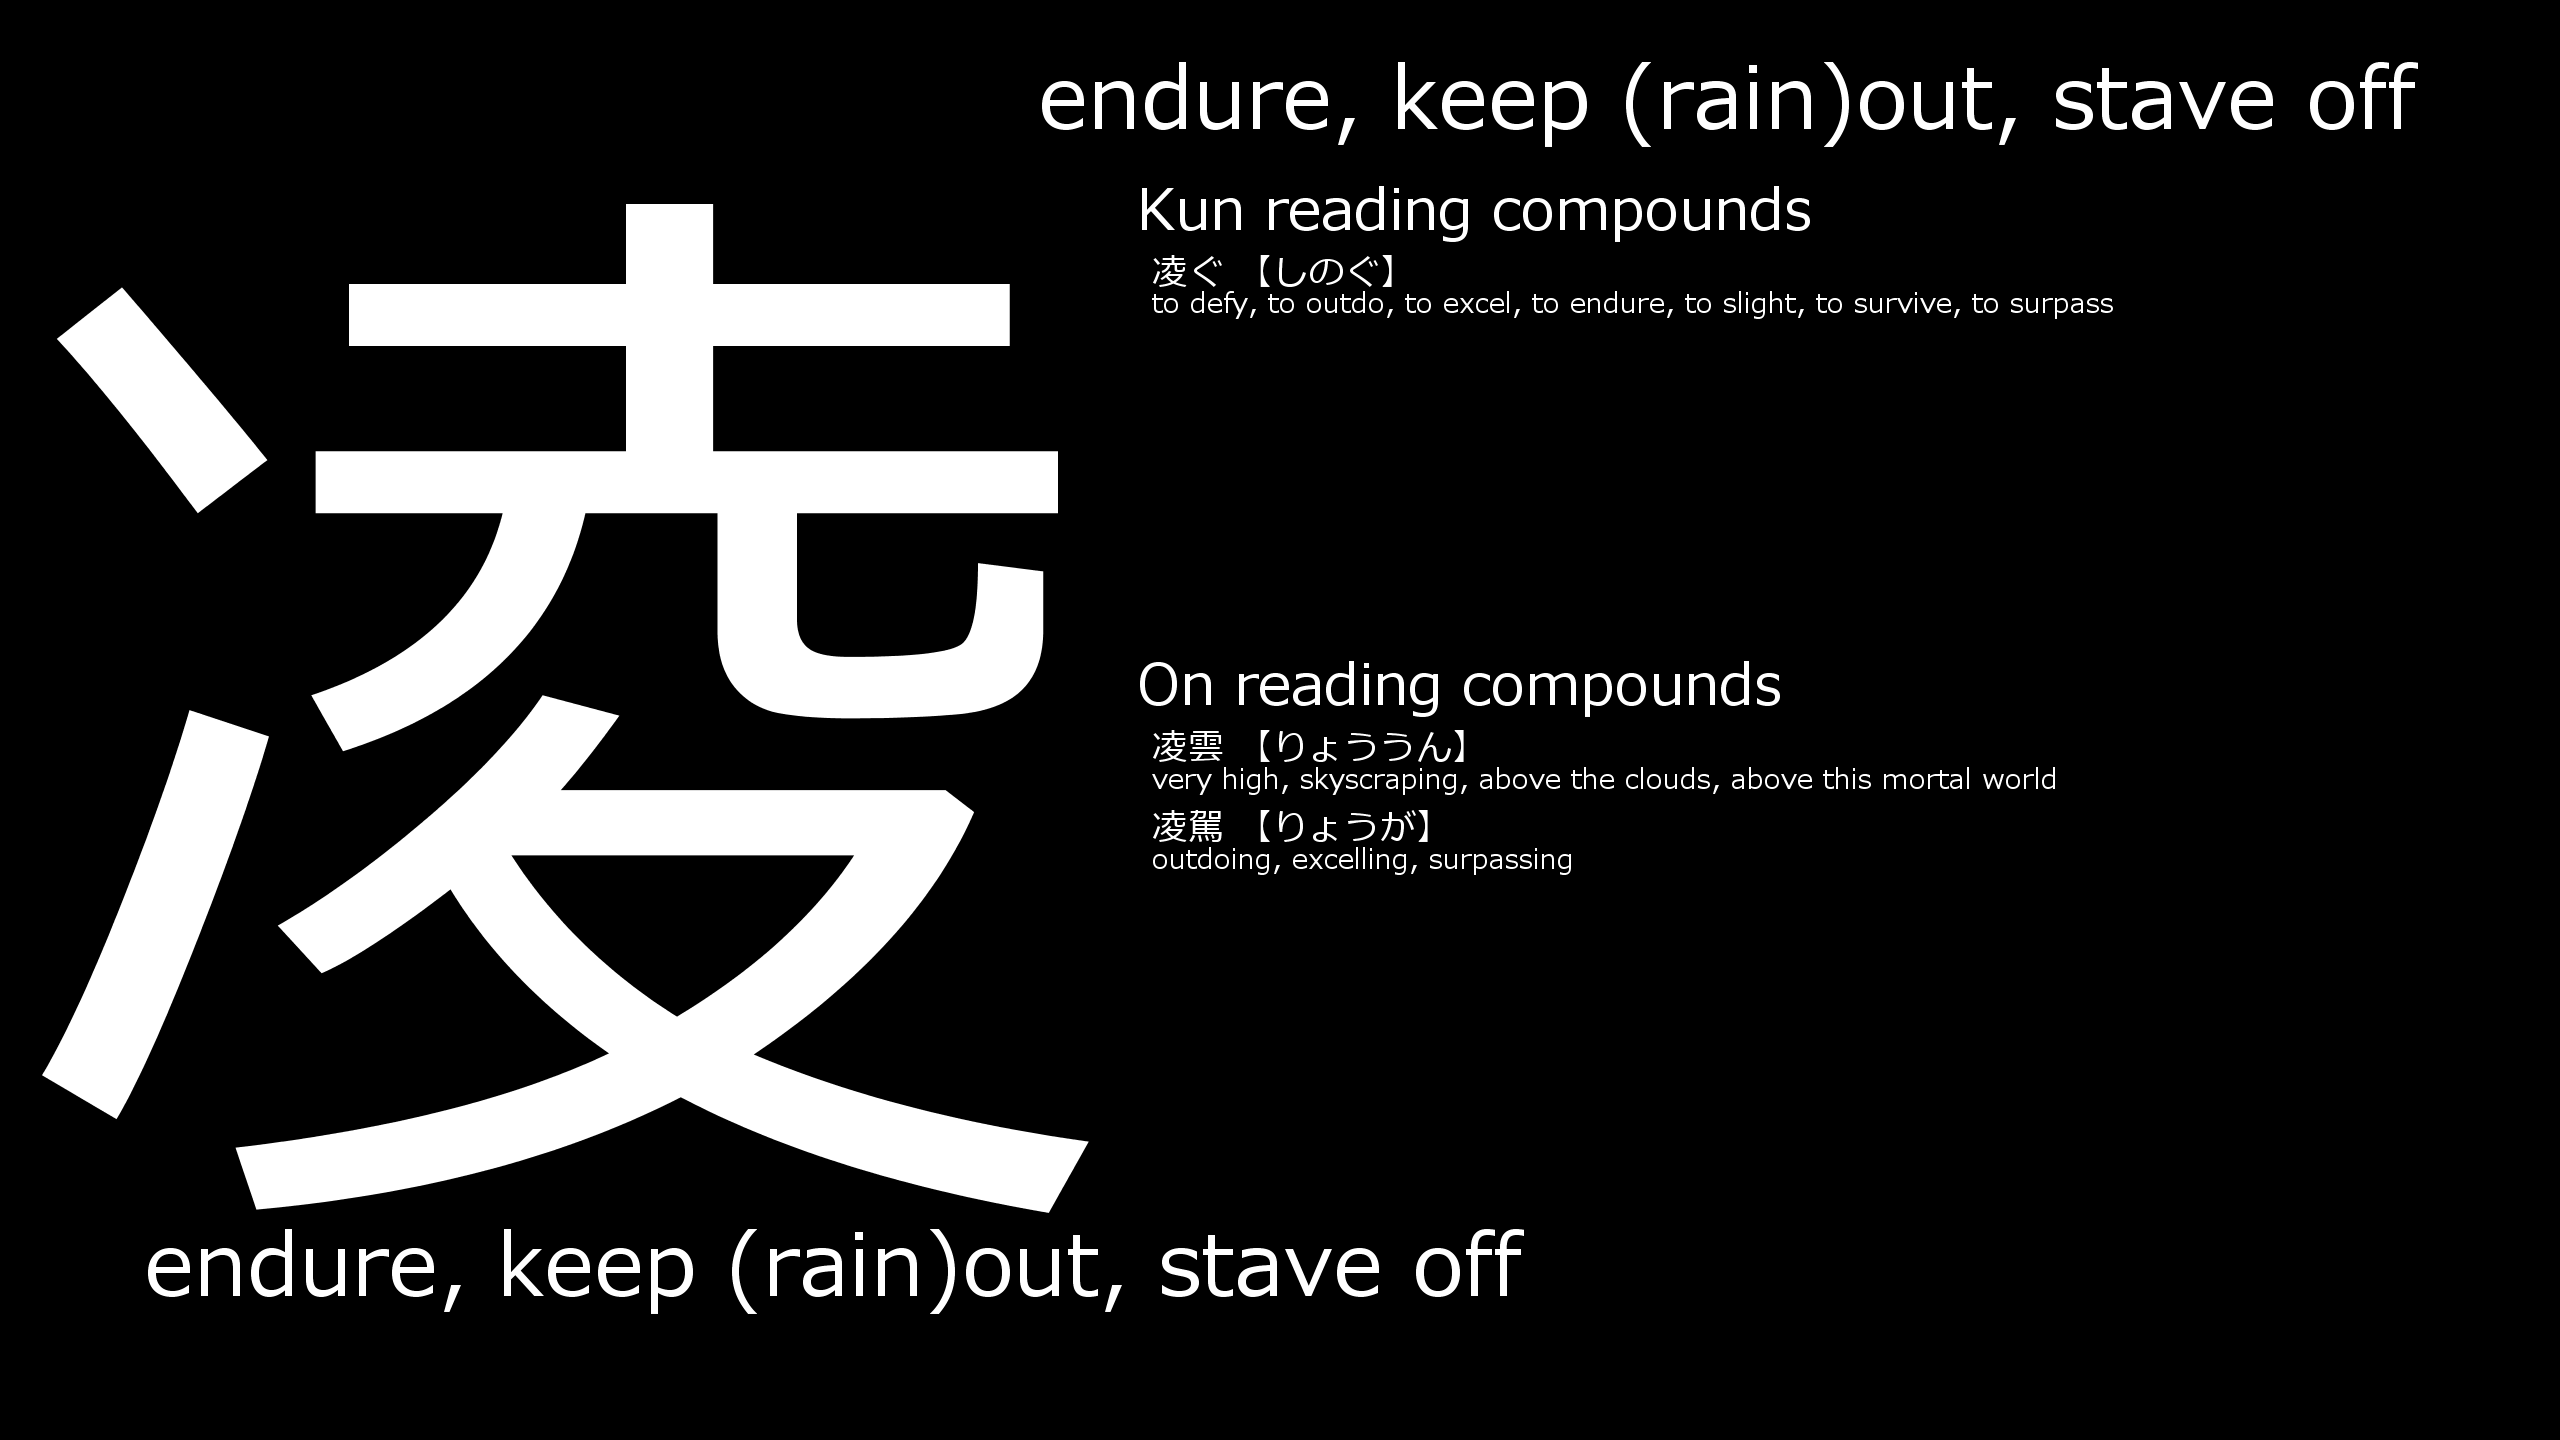 endure, keep (rain)out, stave off
凌
Kun reading compounds
凌ぐ 【しのぐ】
to defy, to outdo, to excel, to endure, to slight, to survive, to surpass
On reading compounds
凌雲 【りょううん】
very high, skyscraping, above the clouds, above this mortal world
凌駕 【りょうが】
outdoing, excelling, surpassing
endure, keep (rain)out, stave off